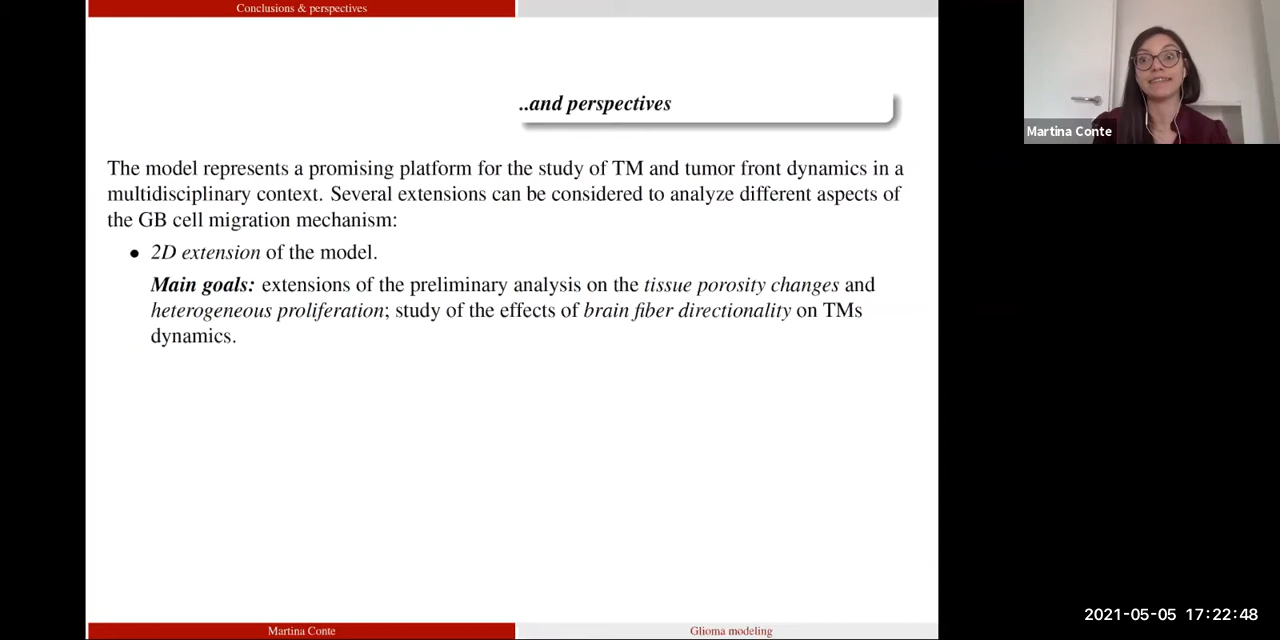 Conclusions & perspectives
..and perspectives
The model represents a promising platform for the study of TM and tumor front dynamics in a
multidisciplinary context. Several extensions can be considered to analyze different aspects of
the GB cell migration mechanism:
• 2D extension of the model.
Main goals: extensions of the preliminary analysis on the tissue porosity changes and
heterogeneous proliferation; study of the effects of brain fiber directionality on TMs
dynamics.
Martina Conte
Glioma modeling
Martina Conte
2021-05-05 17:22:48